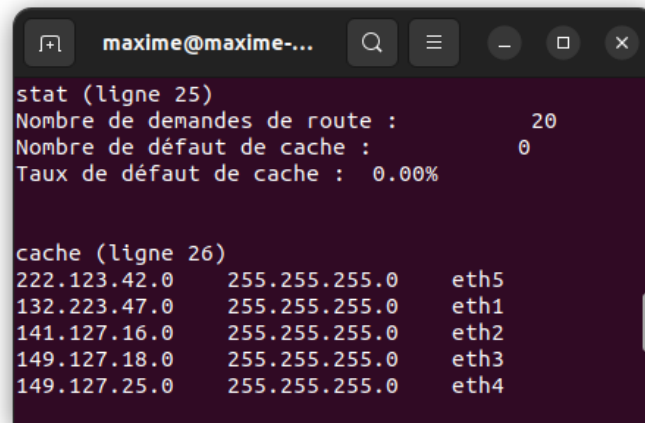 maxime@maxime-...
stat (ligne 25)
Nombre de demandes de route : 20
Nombre de défaut de cache : 0
Taux de défaut de cache : 0.00%
cache (ligne 26)
222.123.42.0 255.255.255.0 eth5
132.223.47.0 255.255.255.0 eth1
141.127.16.0 255.255.255.0 eth2
149.127.18.0 255.255.255.0 eth3
149.127.25.0 255.255.255.0 eth4